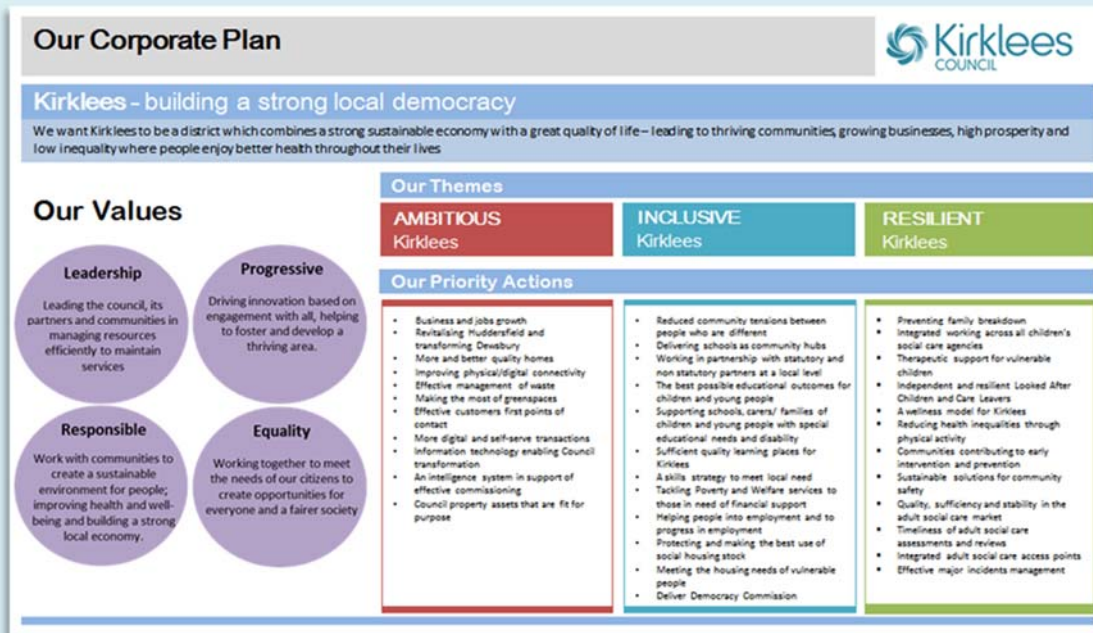 Our Corporate Plan
Kirklees
COUNCIL
Kirklees - building a strong local democracy
We want Kirklees to be a district which combines a strong sustainable economy with a great quality of life – leading to thriving communities, growing businesses, high prosperity and
low inequality where people enjoy better health throughout their lives
Our Values
Leadership
Leading the council, its
partners and communities in
managing resources
efficiently to maintain
services
Progressive
Driving innovation based on
engagement with all, helping
to foster and develop a
thriving area.
Responsible
Work with communities to
create a sustainable
environment for people;
improving health and well-
being and building a strong
local economy.
Equality
Working together to meet
the needs of our citizens to
create opportunities for
everyone and a fairer society
Our Themes
AMBITIOUS
Kirklees
INCLUSIVE
Kirklees
RESILIENT
Kirklees
Our Priority Actions
• Business and jobs growth
• Revitalising Huddersfield and
transforming Dewsbury
• More and better quality homes
• Improving physical/digital connectivity
• Effective management of waste
• Making the most of greenspaces
• Effective customers first points of
contact
• More digital and self-serve transactions
• Information technology enabling Council
transformation
• An intelligence system in support of
effective commissioning
• Council property assets that are fit for
purpose
• Reduced community tensions between
people who are different
• Delivering schools as community hubs
• Working in partnership with statutory and
non statutory partners at a local level
• The best possible educational outcomes for
children and young people
• Supporting schools, carers/ families of
children and young people with special
educational needs and disability
• Sufficient quality learning places for
Kirklees
• A skills strategy to meet local need
• Tackling Poverty and Welfare services to
those in need of financial support
• Helping people into employment and to
progress in employment
• Protecting and making the best use of
social housing stock
• Meeting the housing needs of vulnerable
people
• Deliver Democracy Commission
▪ Preventing family breakdown
▪ Integrated working across all children's
social care agencies
▪ Therapeutic support for vulnerable
children
▪ Independent and resilient Looked After
Children and Care Leavers
▪ A wellness model for Kirklees
▪ Reducing health inequalities through
physical activity
▪ Communities contributing to early
intervention and prevention
▪ Sustainable solutions for community
safety
▪ Quality, sufficiency and stability in the
adult social care market
▪ Timeliness of adult social care
assessments and reviews
▪ Integrated adult social care access points
▪ Effective major incidents management